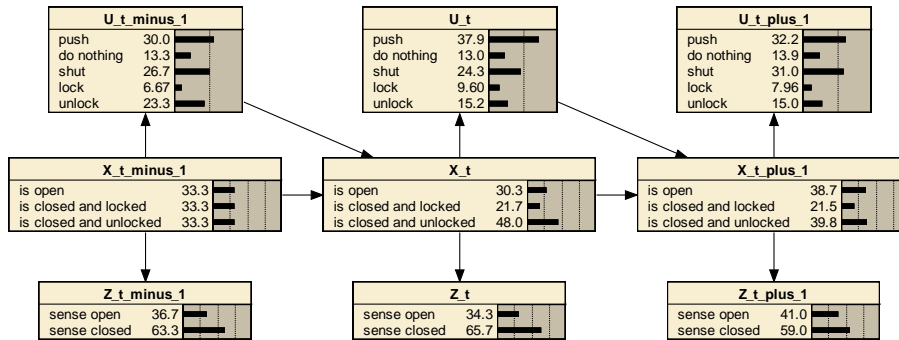 U_t_minus_1
push 30.0
do nothing 13.3
shut 26.7
lock 6.67
unlock 23.3
U_t
push 37.9
do nothing 13.0
shut 24.3
lock 9.60
unlock 15.2
U_t_plus_1
push 32.2
do nothing 13.9
shut 31.0
lock 7.96
unlock 15.0
X_t_minus_1
is open 33.3
is closed and locked 33.3
is closed and unlocked 33.3
X_t
is open 30.3
is closed and locked 21.7
is closed and unlocked 48.0
X_t_plus_1
is open 38.7
is closed and locked 21.5
is closed and unlocked 39.8
Z_t_minus_1
sense open 36.7
sense closed 63.3
Z_t
sense open 34.3
sense closed 65.7
Z_t_plus_1
sense open 41.0
sense closed 59.0